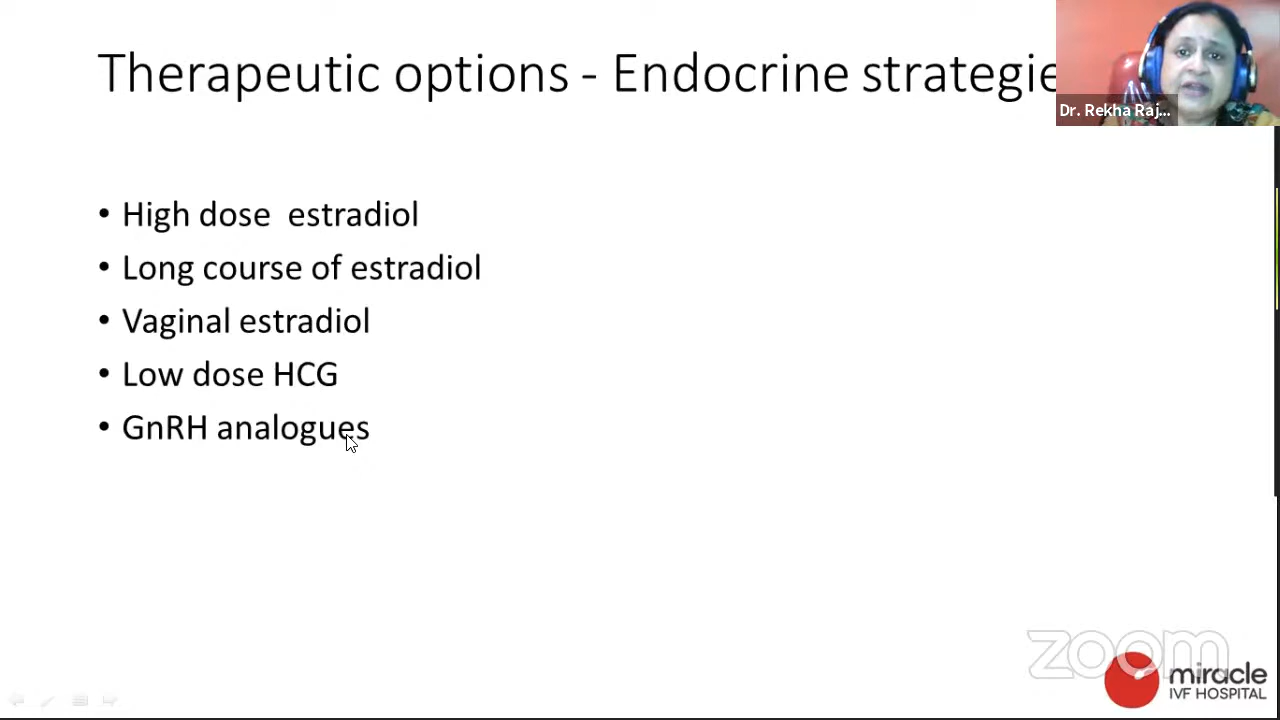 Therapeutic options - Endocrine strategie
Dr. Rekha Raj...
• High dose estradiol
• Long course of estradiol
• Vaginal estradiol
• Low dose HCG
• GnRH analogues
zoom
miracle
IVF HOSPITAL